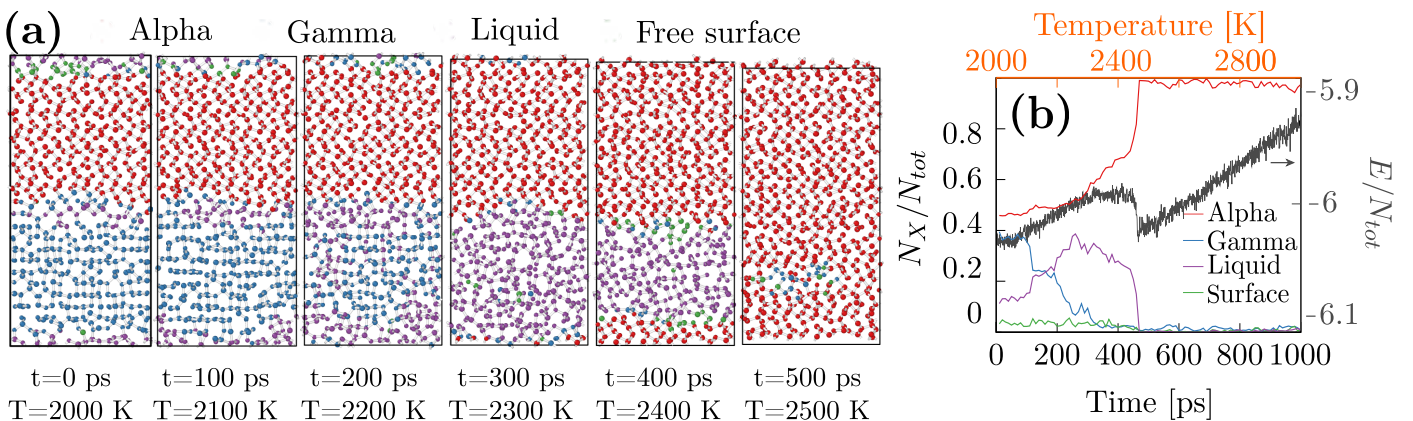 (a) Alpha Gamma Liquid Free surface
t=0 ps t=100 ps t=200 ps t=300 ps t=400 ps t=500 ps
T=2000 K T=2100 K T=2200 K T=2300 K T=2400 K T=2500 K
Temperature [K]
2000 2400 2800
(b)
N_X/N_tot
0.8
0.6
0.4
0.2
0
-5.9
-6
-6.1
E/N_tot
Alpha
Gamma
Liquid
Surface
0 200 400 600 800 1000
Time [ps]